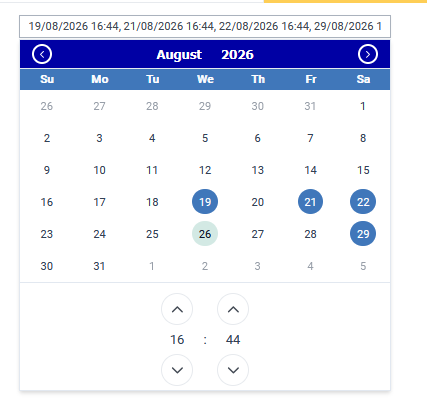 19/08/2026 16:44, 21/08/2026 16:44, 22/08/2026 16:44, 29/08/2026 1
August 2026
Su Mo Tu We Th Fr Sa
26 27 28 29 30 31 1
2 3 4 5 6 7 8
9 10 11 12 13 14 15
16 17 18 19 20 21 22
23 24 25 26 27 28 29
30 31 1 2 3 4 5
16 : 44